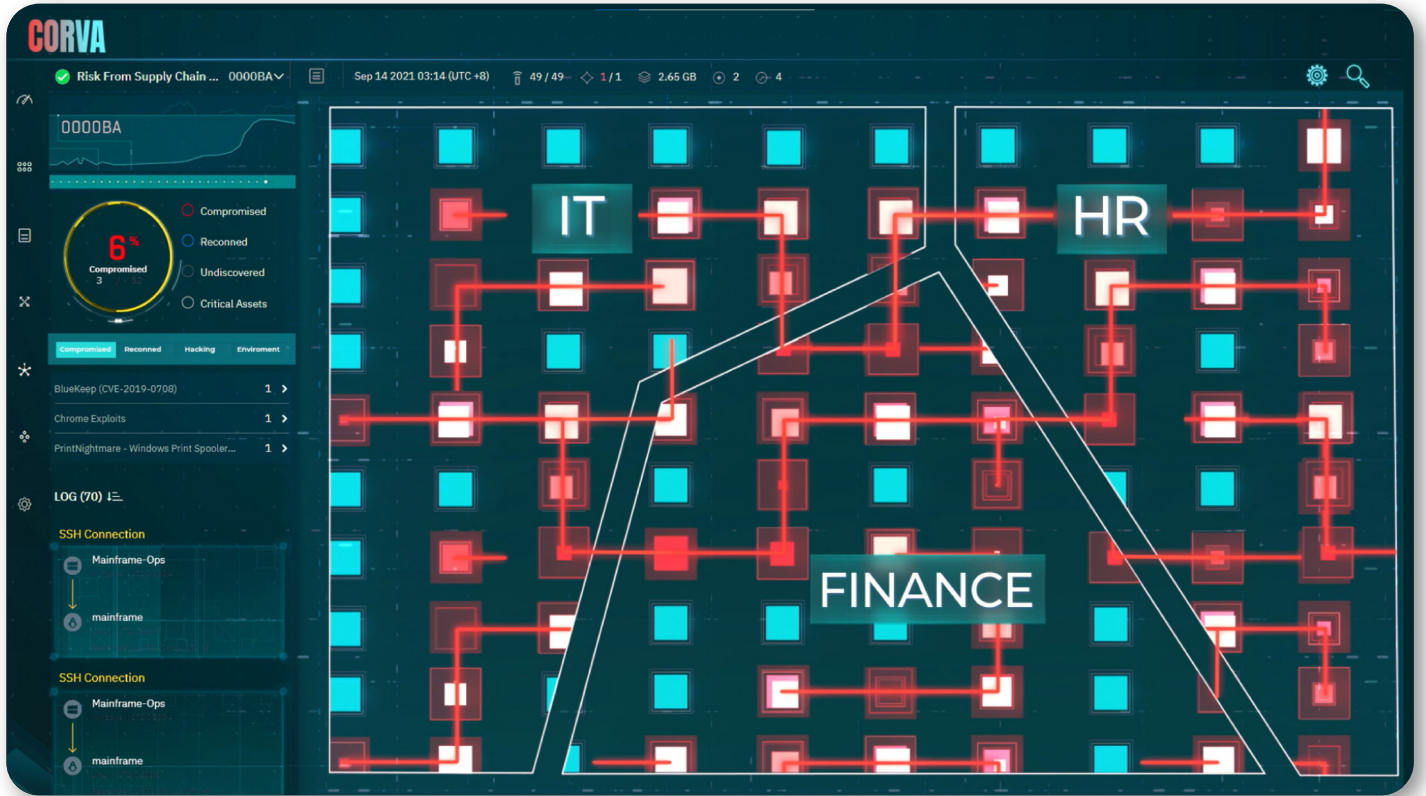 CORVA
Risk From Supply Chain ... 0000BA
Sep 14 2021 03:14 (UTC +8) 49 / 49 1 / 1 2.65 GB 2 4
0000BA
6%
Compromised
3 / 52
Compromised
Reconned
Undiscovered
Critical Assets
Compromised Reconned Hacking Enviroment
BlueKeep (CVE-2019-0708) 1
Chrome Exploits 1
PrintNightmare - Windows Print Spooler... 1
LOG (70)
SSH Connection
Mainframe-Ops
mainframe
SSH Connection
Mainframe-Ops
mainframe
IT
HR
FINANCE